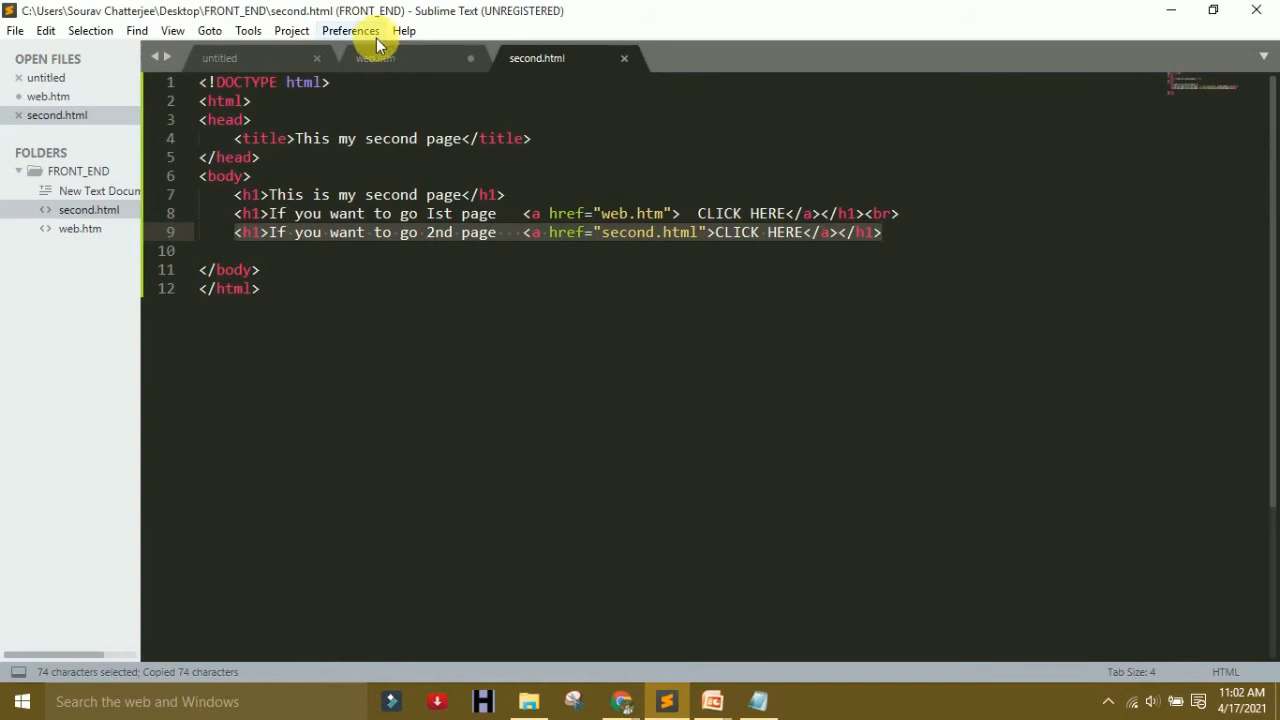 C:\Users\Sourav Chatterjee\Desktop\FRONT_END\second.html (FRONT_END) - Sublime Text (UNREGISTERED)
File Edit Selection Find View Goto Tools Project Preferences Help
OPEN FILES
untitled
web.htm
second.html
FOLDERS
FRONT_END
New Text Docum
second.html
web.htm
untitled web.htm second.html
1 <!DOCTYPE html>
2 <html>
3 <head>
4 <title>This my second page</title>
5 </head>
6 <body>
7 <h1>This is my second page</h1>
8 <h1>If you want to go Ist page <a href="web.htm"> CLICK HERE</a></h1><br>
9 <h1>If you want to go 2nd page <a href="second.html">CLICK HERE</a></h1>
10
11 </body>
12 </html>
74 characters selected; Copied 74 characters Tab Size: 4 HTML
Search the web and Windows
11:02 AM
4/17/2021